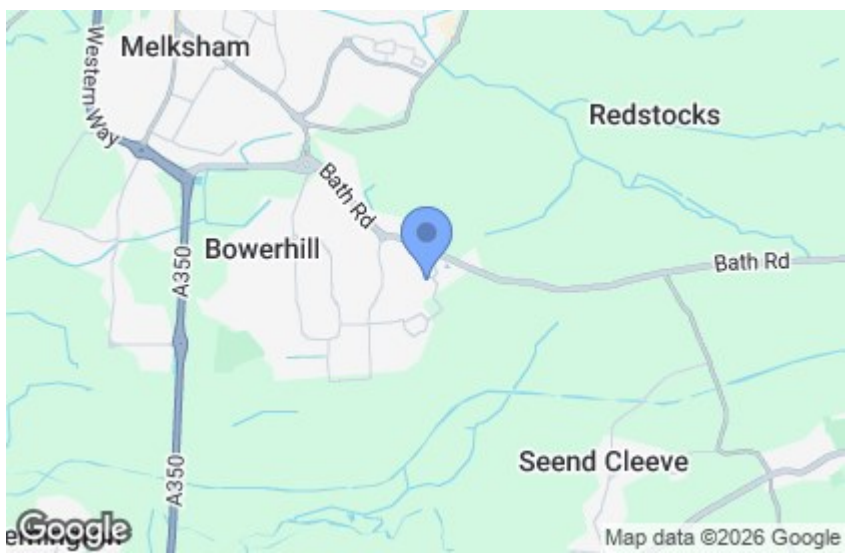 Melksham
Western Way
Redstocks
Bath Rd
Bowerhill
A350
Bath Rd
Seend Cleeve
A350
Google
Map data ©2026 Google